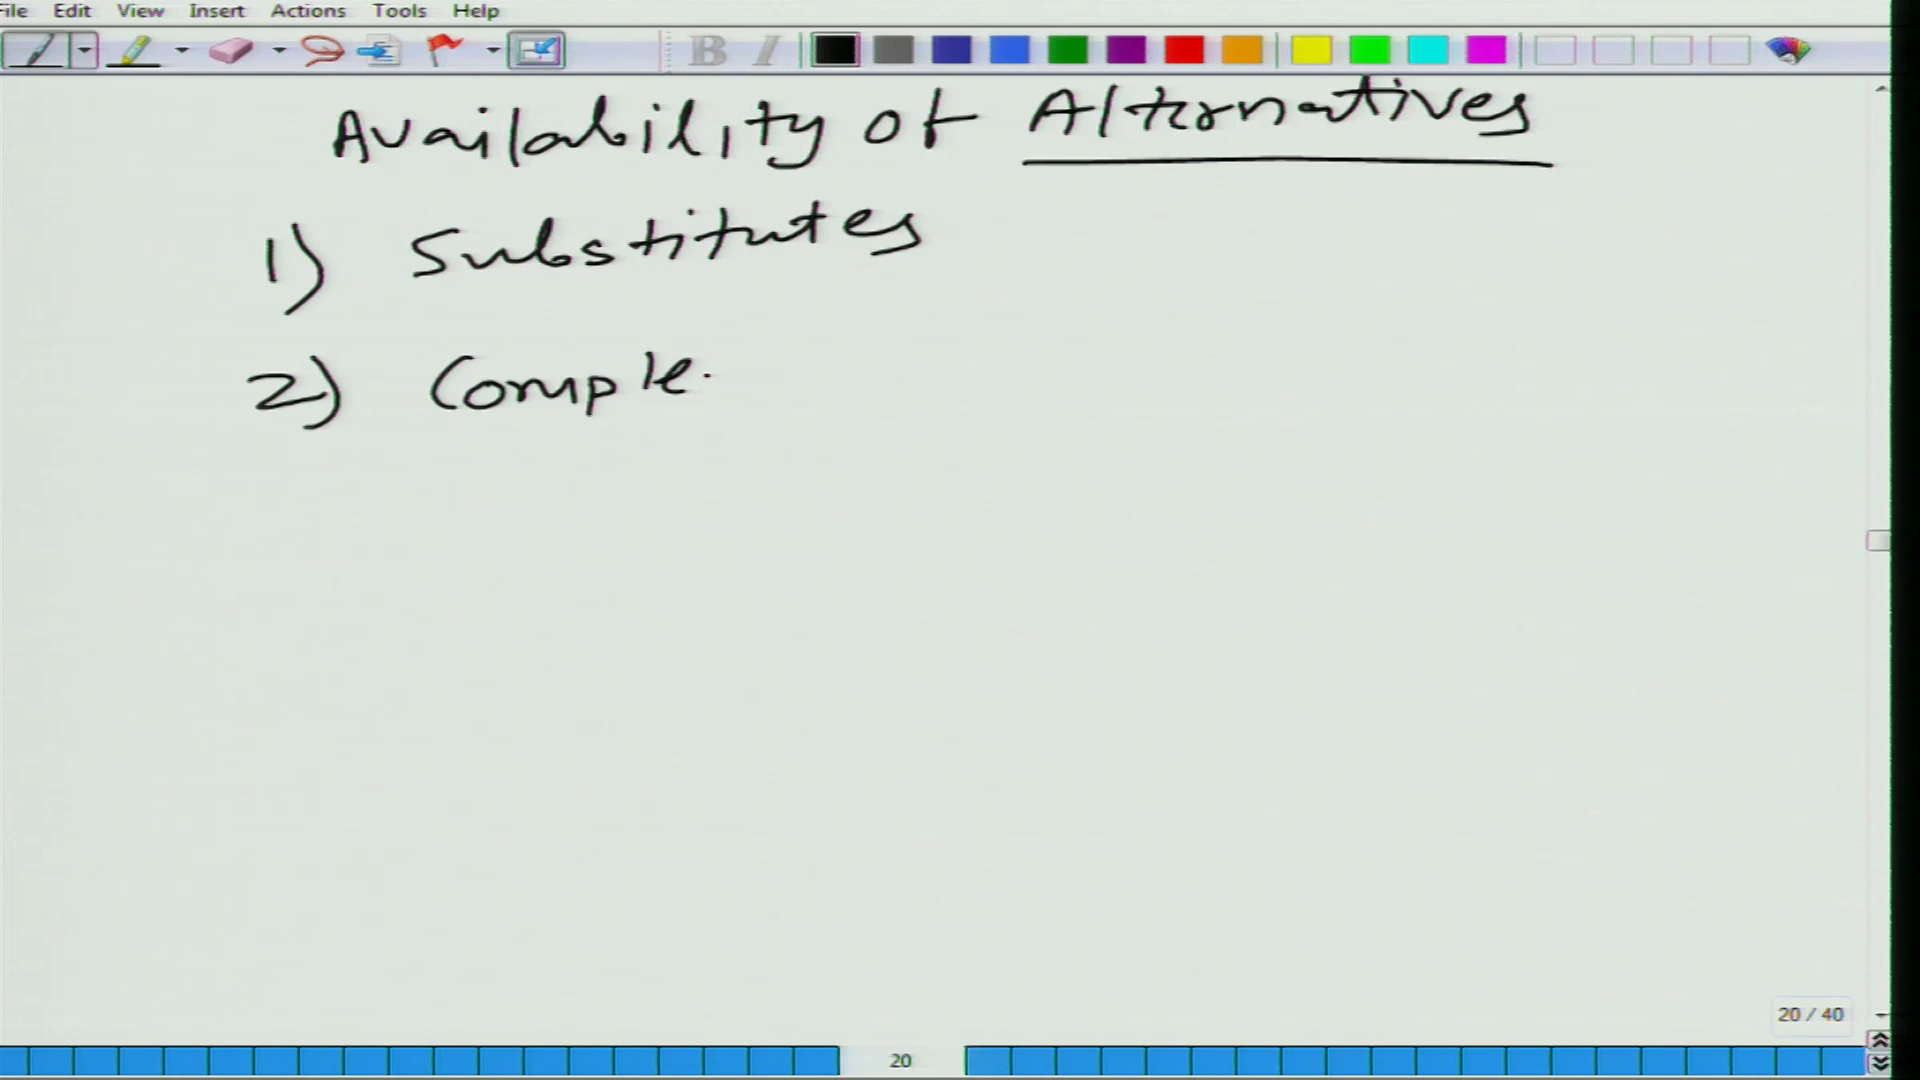 File Edit View Insert Actions Tools Help
B I
Availability of Alternatives
1) Substitutes
2) Comple
20 / 40
20